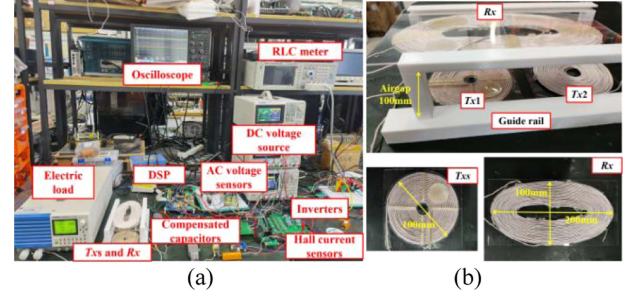 RLC meter
Oscilloscope
DC voltage
source
Electric
load
DSP
AC voltage
sensors
Inverters
Compensated
capacitors
Hall current
sensors
Txs and Rx
(a)
Rx
Airgap
100mm
Tx1
Tx2
Guide rail
Txs
100mm
Rx
100mm
200mm
(b)